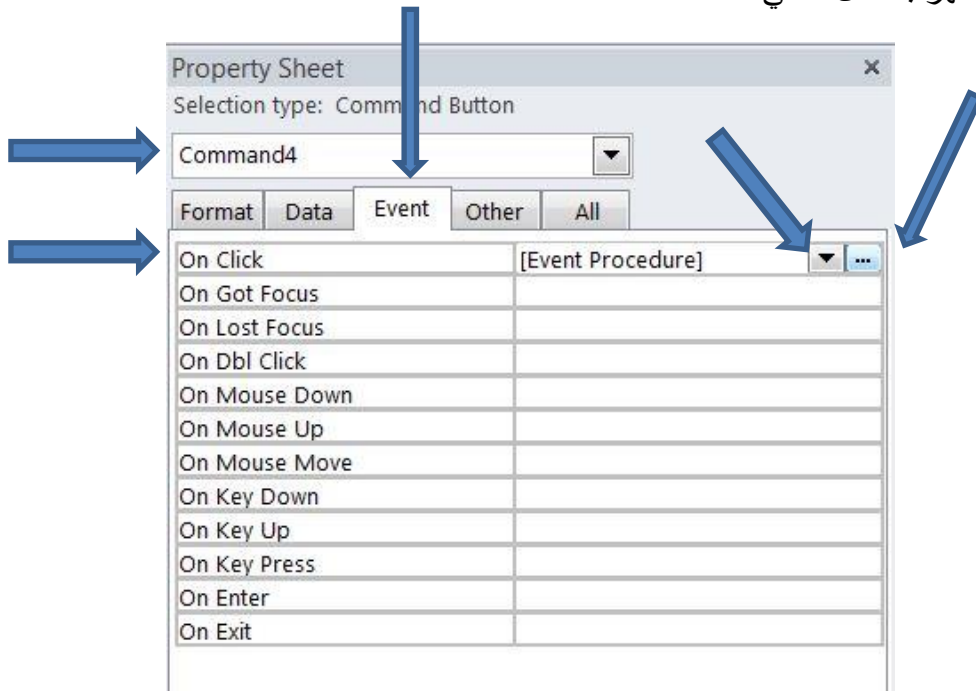 Property Sheet
Selection type: Command Button
Command4
Format Data Event Other All
On Click [Event Procedure] ...
On Got Focus
On Lost Focus
On Dbl Click
On Mouse Down
On Mouse Up
On Mouse Move
On Key Down
On Key Up
On Key Press
On Enter
On Exit